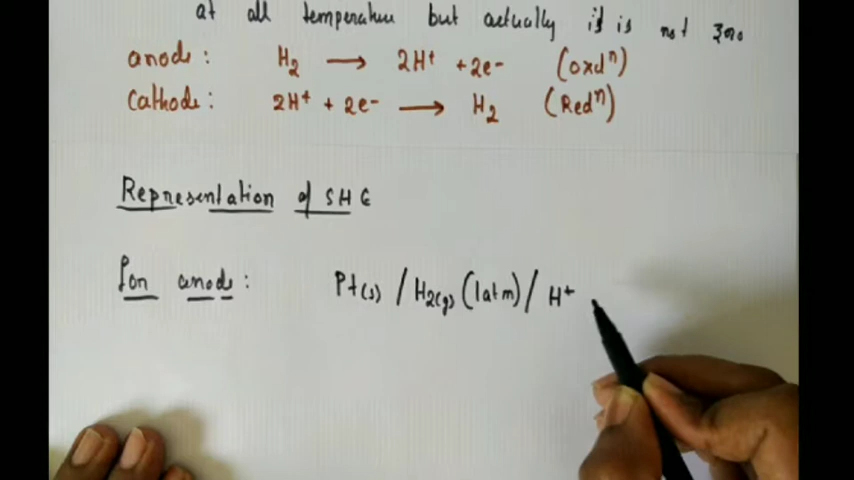 at all temperature but actually it is not zero
anode: H₂ ⟶ 2H⁺ + 2e⁻ (Oxdⁿ)
Cathode: 2H⁺ + 2e⁻ ⟶ H₂ (Redⁿ)
Representation of SHE
For anode: Pt(s) / H₂(g) (1atm) / H⁺